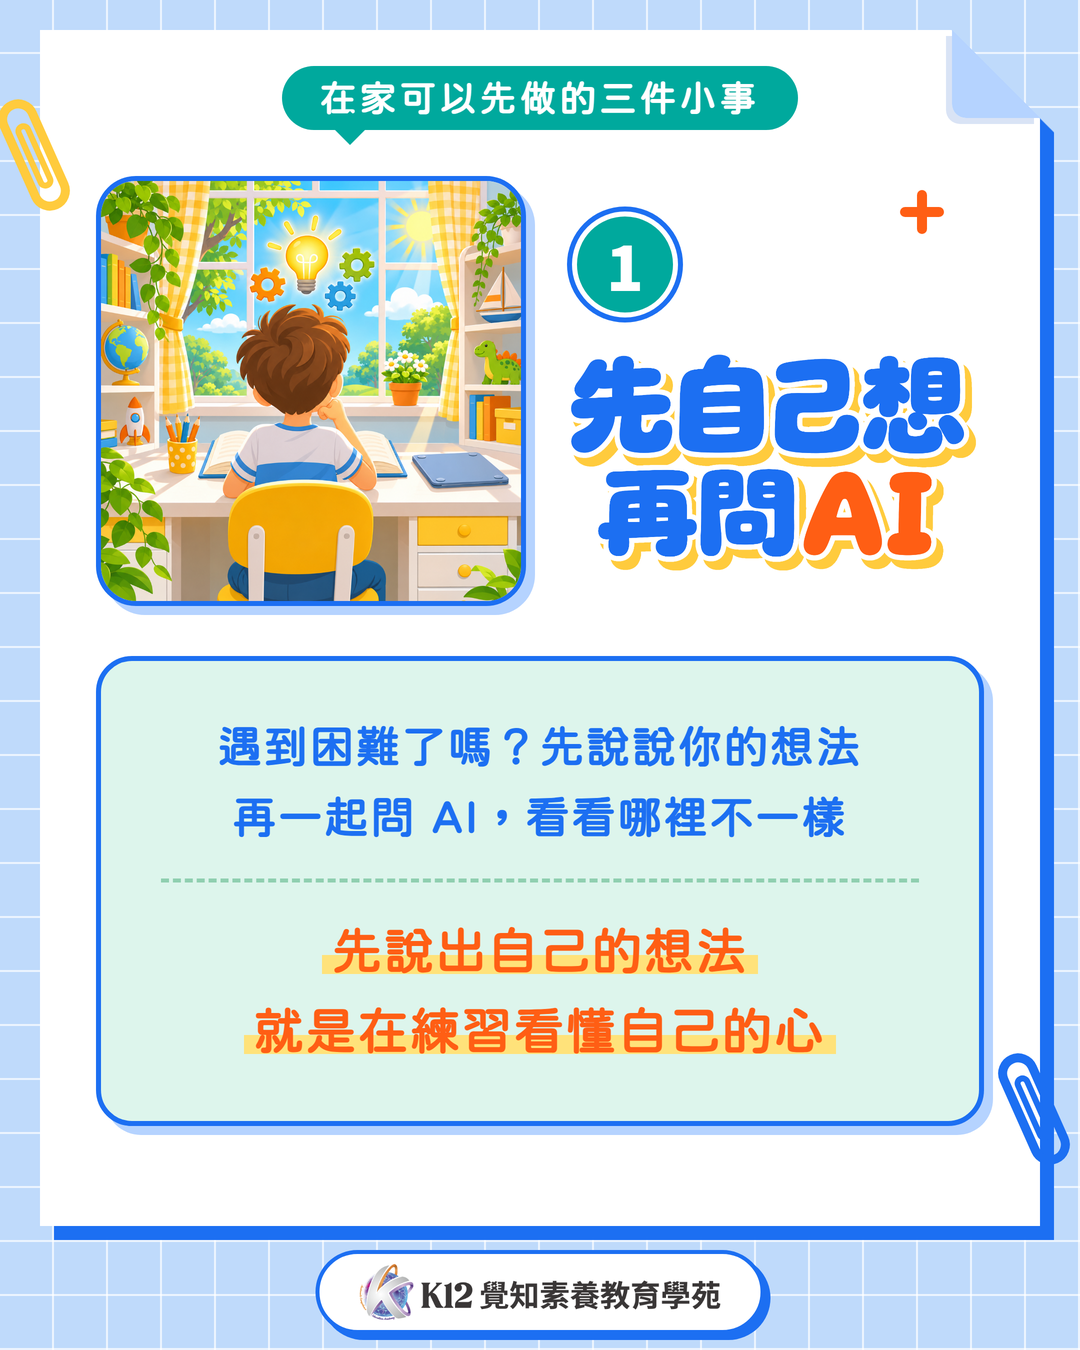 在家可以先做的三件小事
1
先自己想
再問AI
遇到困難了嗎？先說說你的想法
再一起問 AI，看看哪裡不一樣
先說出自己的想法
就是在練習看懂自己的心
K12 覺知素養教育學苑